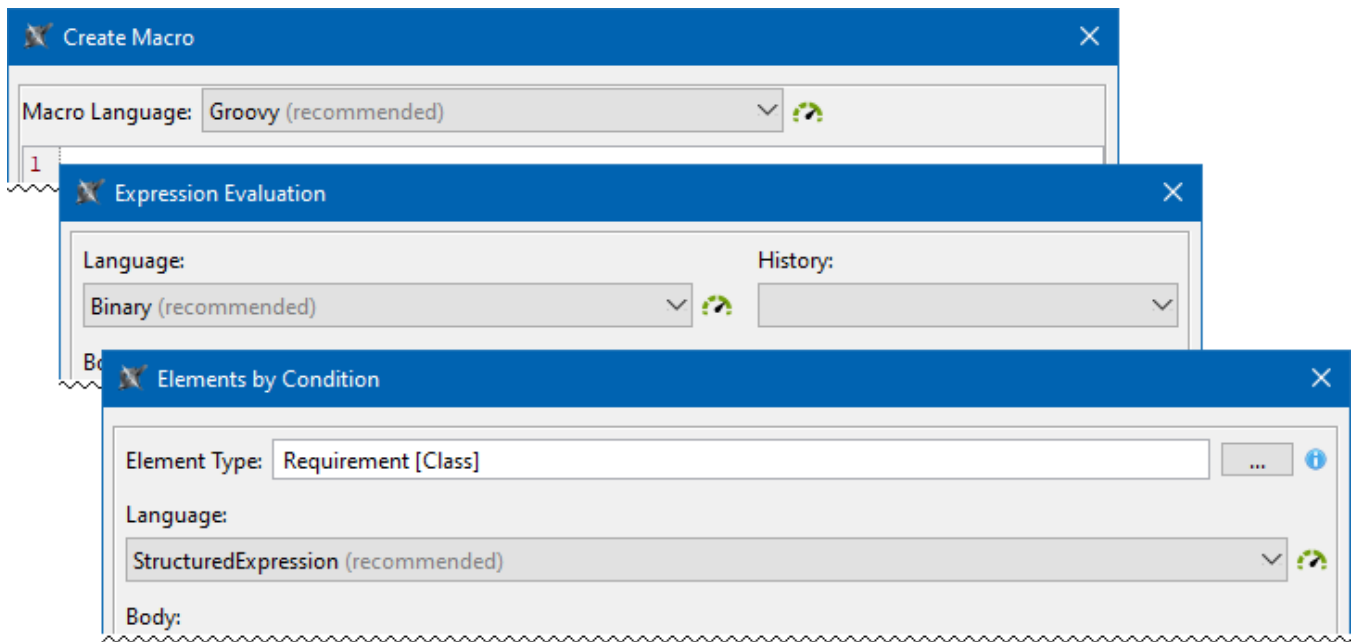 Create Macro
Macro Language: Groovy (recommended)
1
Expression Evaluation
Language: History:
Binary (recommended)
Elements by Condition
Element Type: Requirement [Class] ...
Language:
StructuredExpression (recommended)
Body: